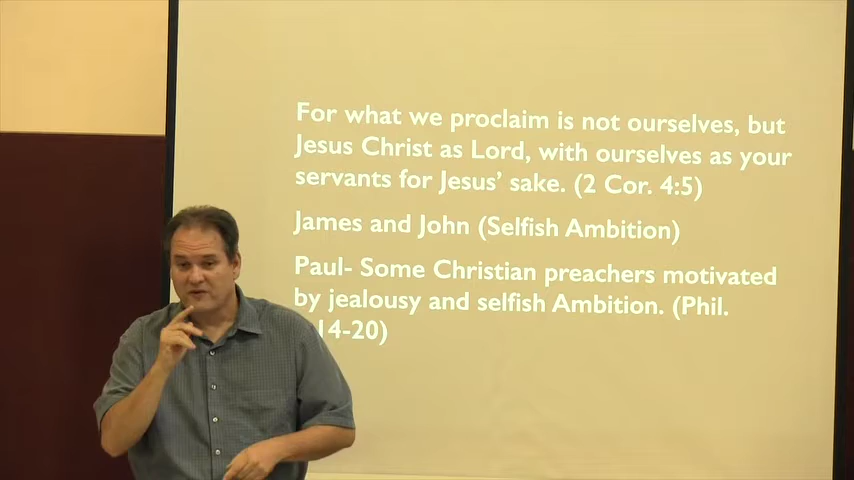 For what we proclaim is not ourselves, but
Jesus Christ as Lord, with ourselves as your
servants for Jesus’ sake. (2 Cor. 4:5)
James and John (Selfish Ambition)
Paul- Some Christian preachers motivated
by jealousy and selfish Ambition. (Phil.
14-20)